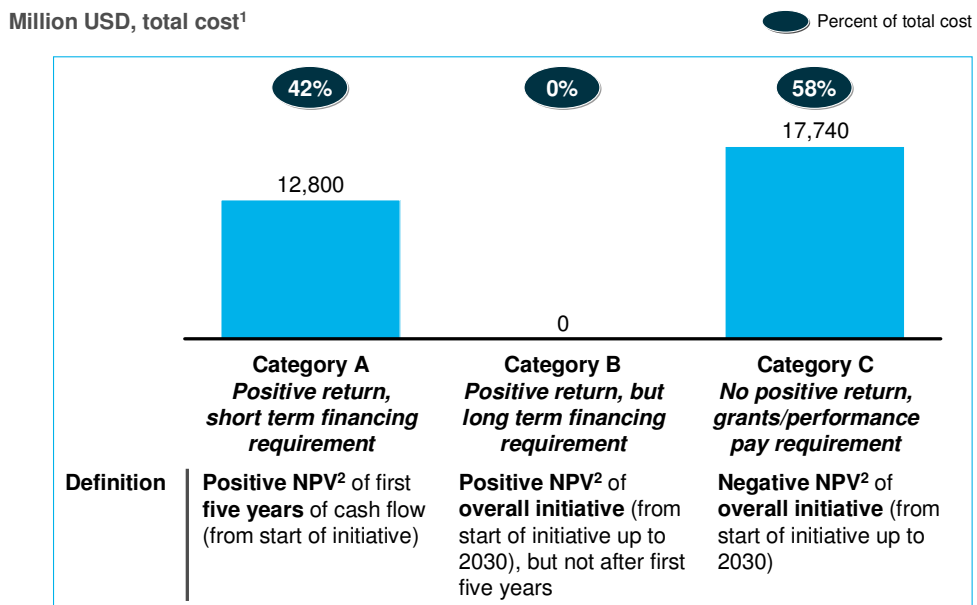 Million USD, total cost¹
Percent of total cost
42%
0%
58%
12,800
0
17,740
Category A
Positive return,
short term financing
requirement
Category B
Positive return, but
long term financing
requirement
Category C
No positive return,
grants/performance
pay requirement
Definition
Positive NPV² of first
five years of cash flow
(from start of initiative)
Positive NPV² of
overall initiative (from
start of initiative up to
2030), but not after first
five years
Negative NPV² of
overall initiative (from
start of initiative up to
2030)